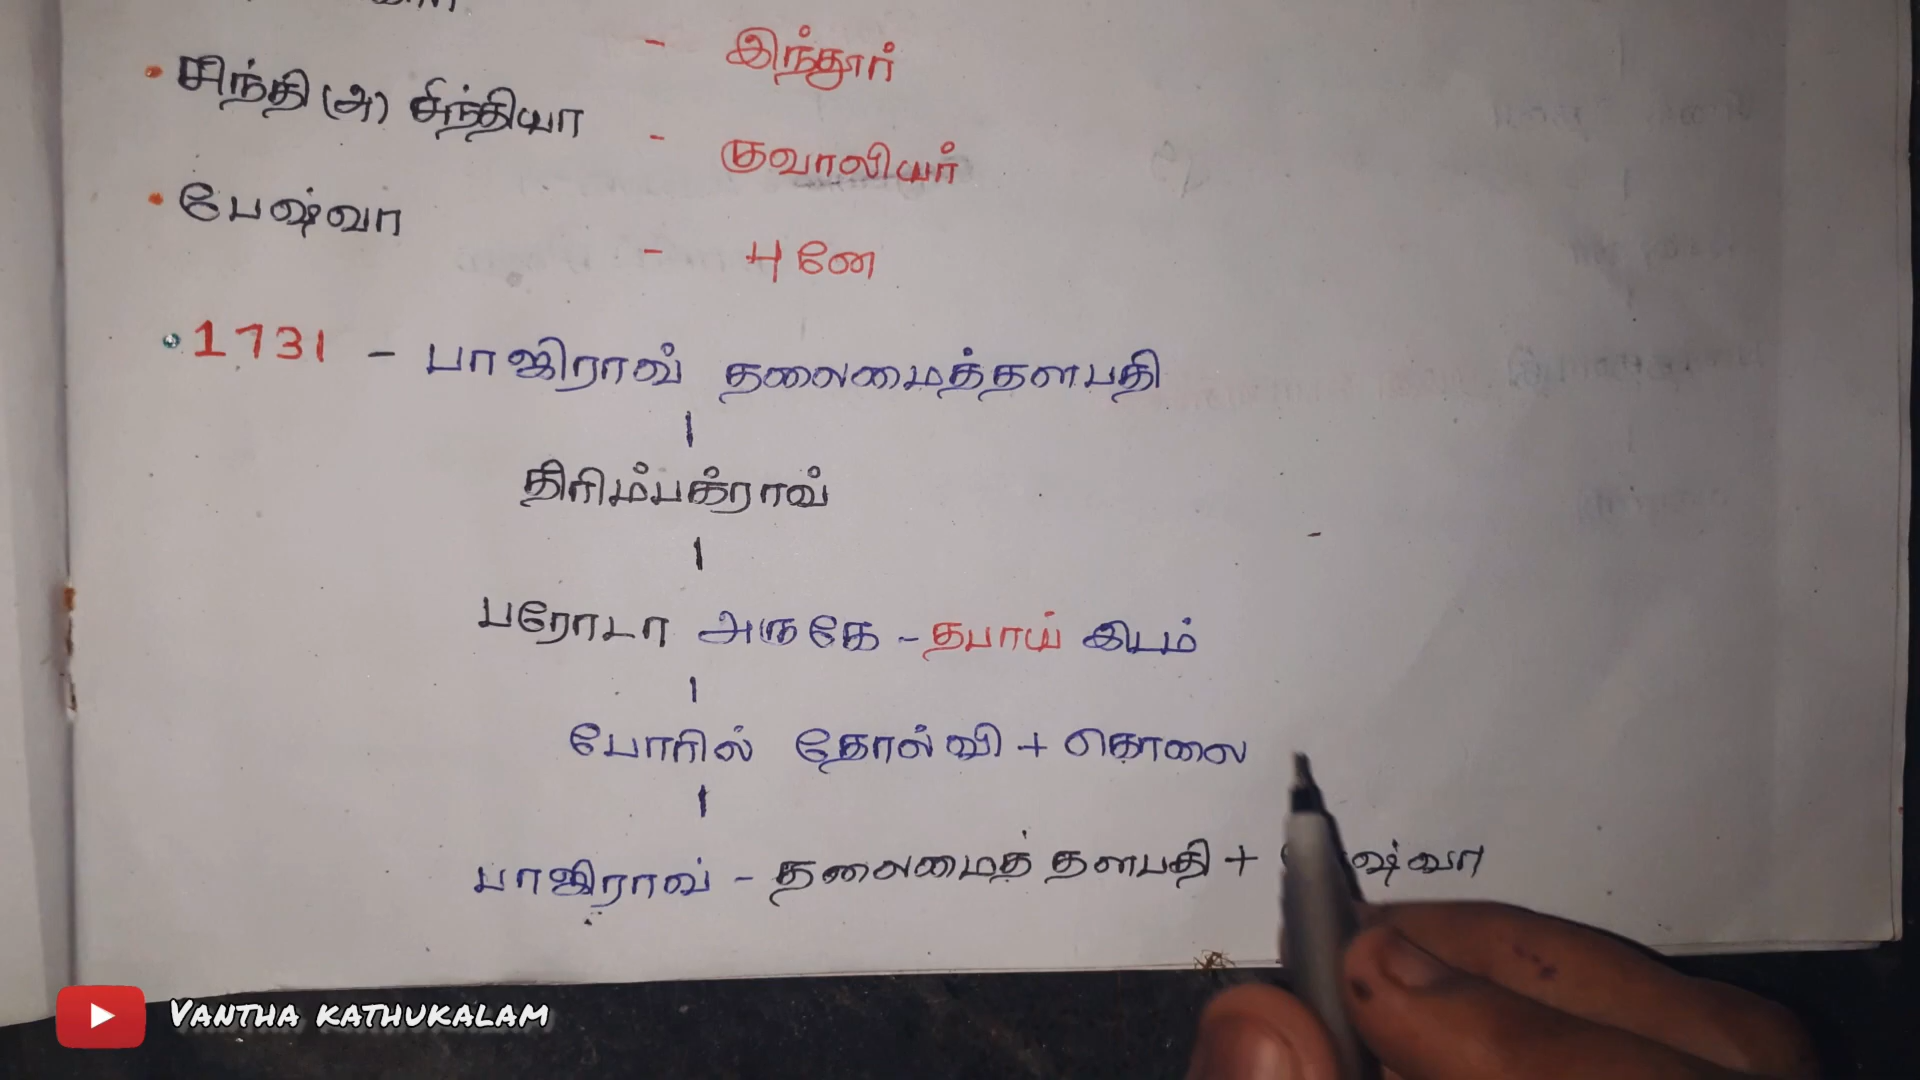 - இந்தூர்
• சிந்தி (அ) சிந்தியா - குவாலியர்
• பேஷ்வா - புனே
• 1731 - பாஜிராவ் தலைமைத்தளபதி
திரிம்பக்ராவ்
பரோடா அருகே - தபாய் இடம்
போரில் தோல்வி + கொலை
பாஜிராவ் - தலைமைத் தளபதி +
VANTHA KATHUKALAM